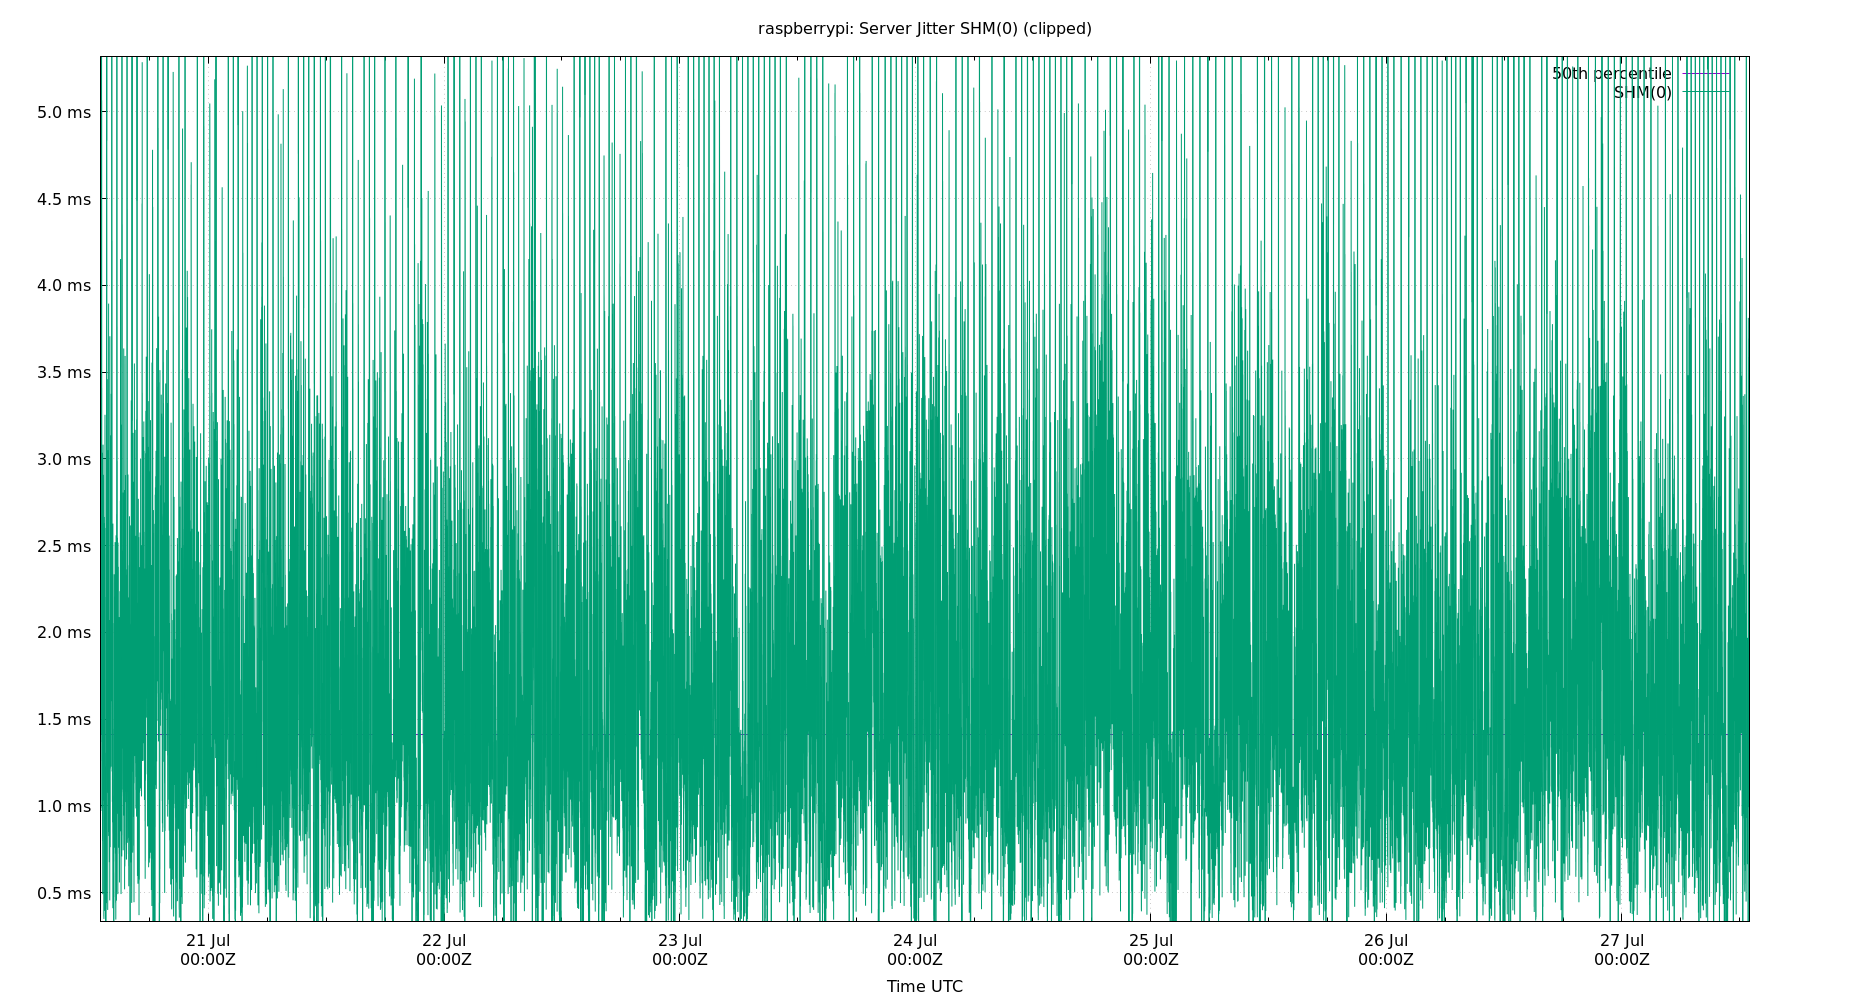 raspberrypi: Server Jitter SHM(0) (clipped)
50th percentile
SHM(0)
5.0 ms
4.5 ms
4.0 ms
3.5 ms
3.0 ms
2.5 ms
2.0 ms
1.5 ms
1.0 ms
0.5 ms
21 Jul 22 Jul 23 Jul 24 Jul 25 Jul 26 Jul 27 Jul
00:00Z 00:00Z 00:00Z 00:00Z 00:00Z 00:00Z 00:00Z
Time UTC